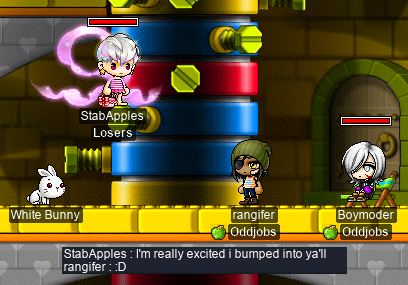 StabApples
Losers
White Bunny
rangifer
Boymoder
Oddjobs
Oddjobs
StabApples : I'm really excited i bumped into ya'll
rangifer : :D